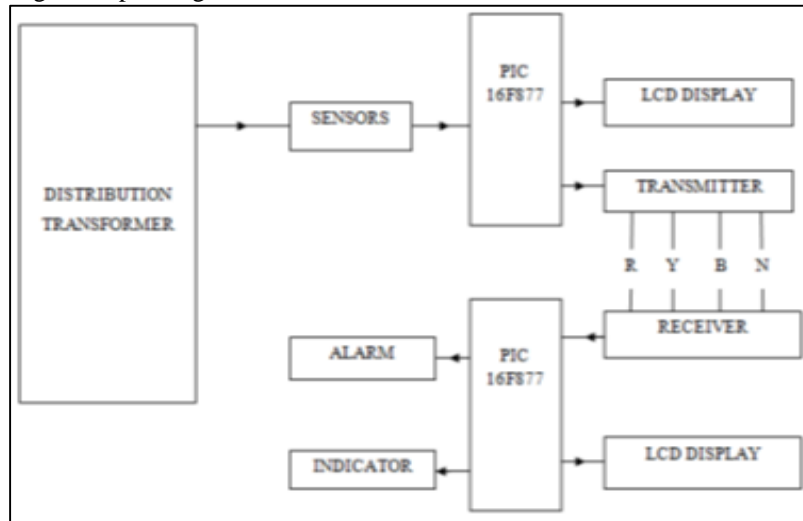 PIC
16F877
LCD DISPLAY
SENSORS
TRANSMITTER
DISTRIBUTION
TRANSFORMER
R Y B N
RECEIVER
ALARM
PIC
16F877
LCD DISPLAY
INDICATOR